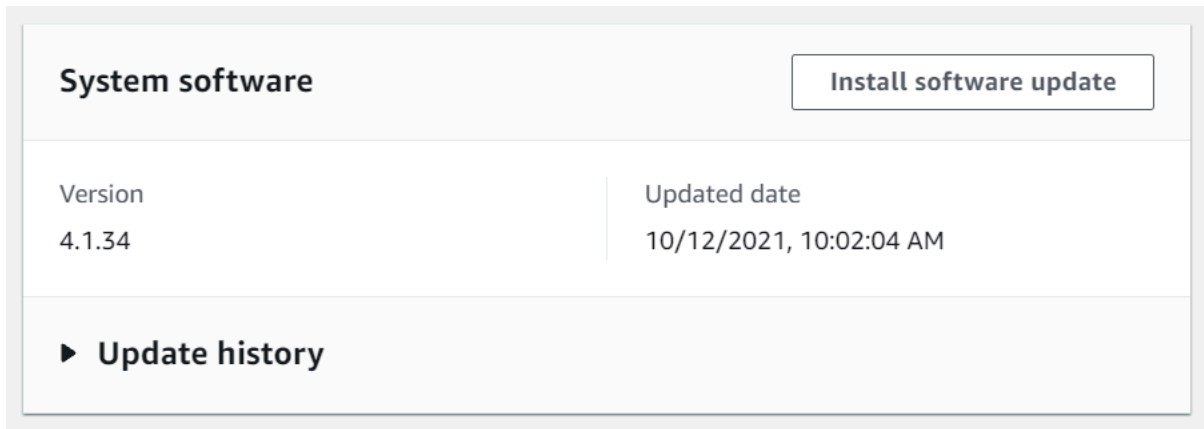 System software
Install software update
Version
Updated date
4.1.34
10/12/2021, 10:02:04 AM
Update history